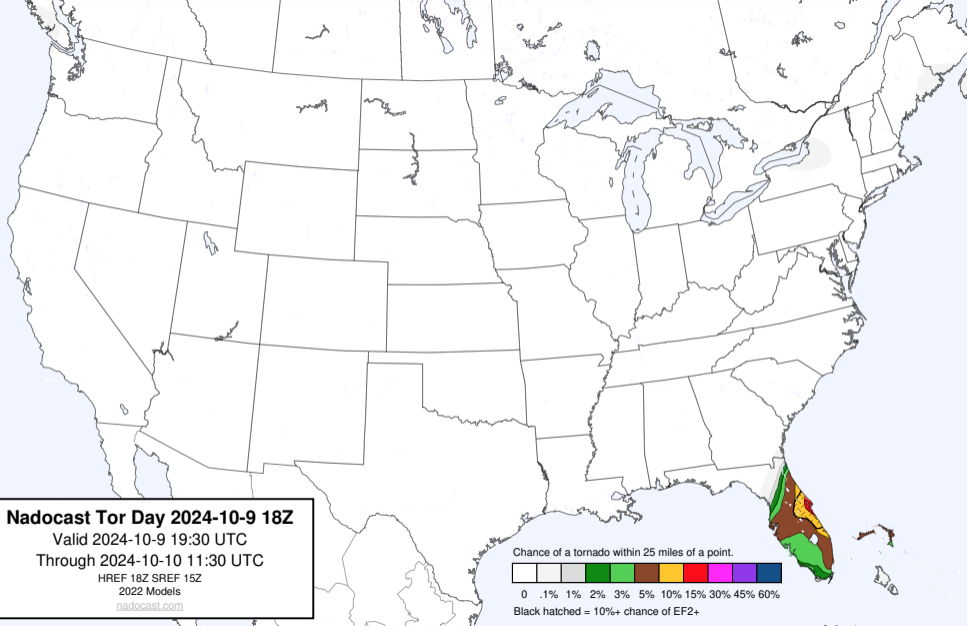 Nadocast Tor Day 2024-10-9 18Z
Valid 2024-10-9 19:30 UTC
Through 2024-10-10 11:30 UTC
HREF 18Z SREF 15Z
2022 Models
nadocast.com
Chance of a tornado within 25 miles of a point.
0 .1% 1% 2% 3% 5% 10% 15% 30% 45% 60%
Black hatched = 10%+ chance of EF2+